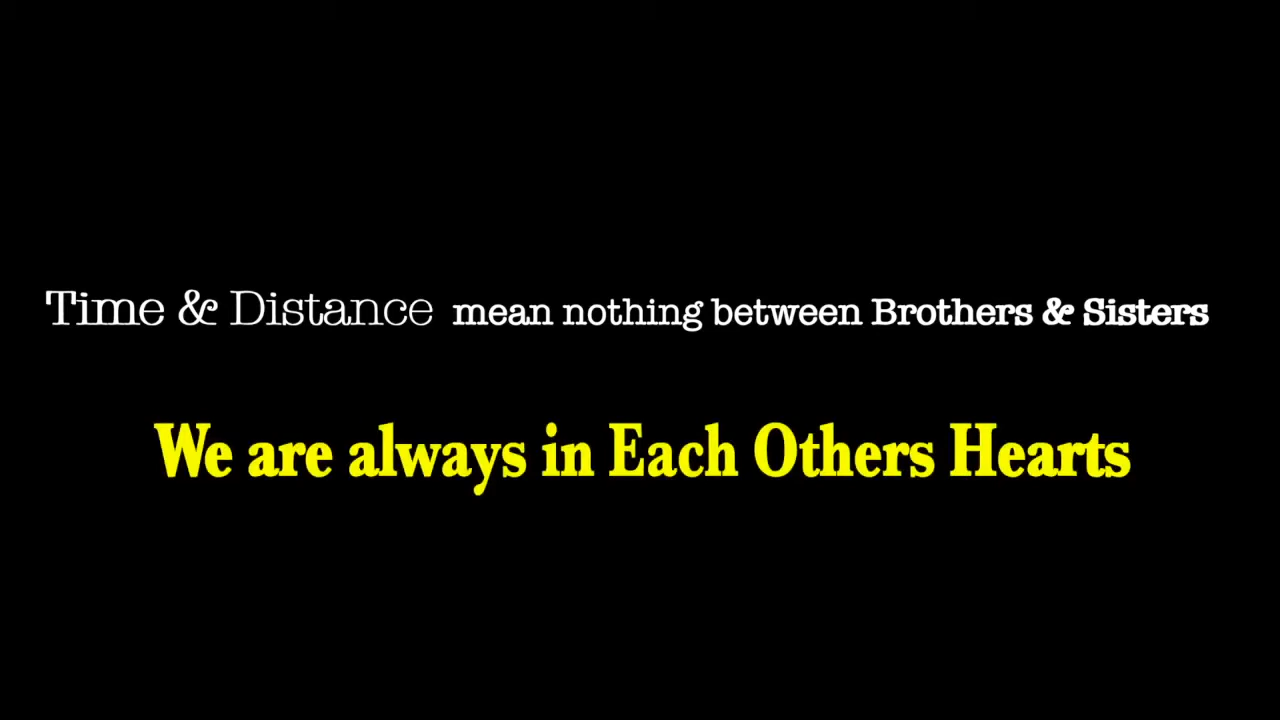 Time & Distance mean nothing between Brothers & Sisters
We are always in Each Others Hearts